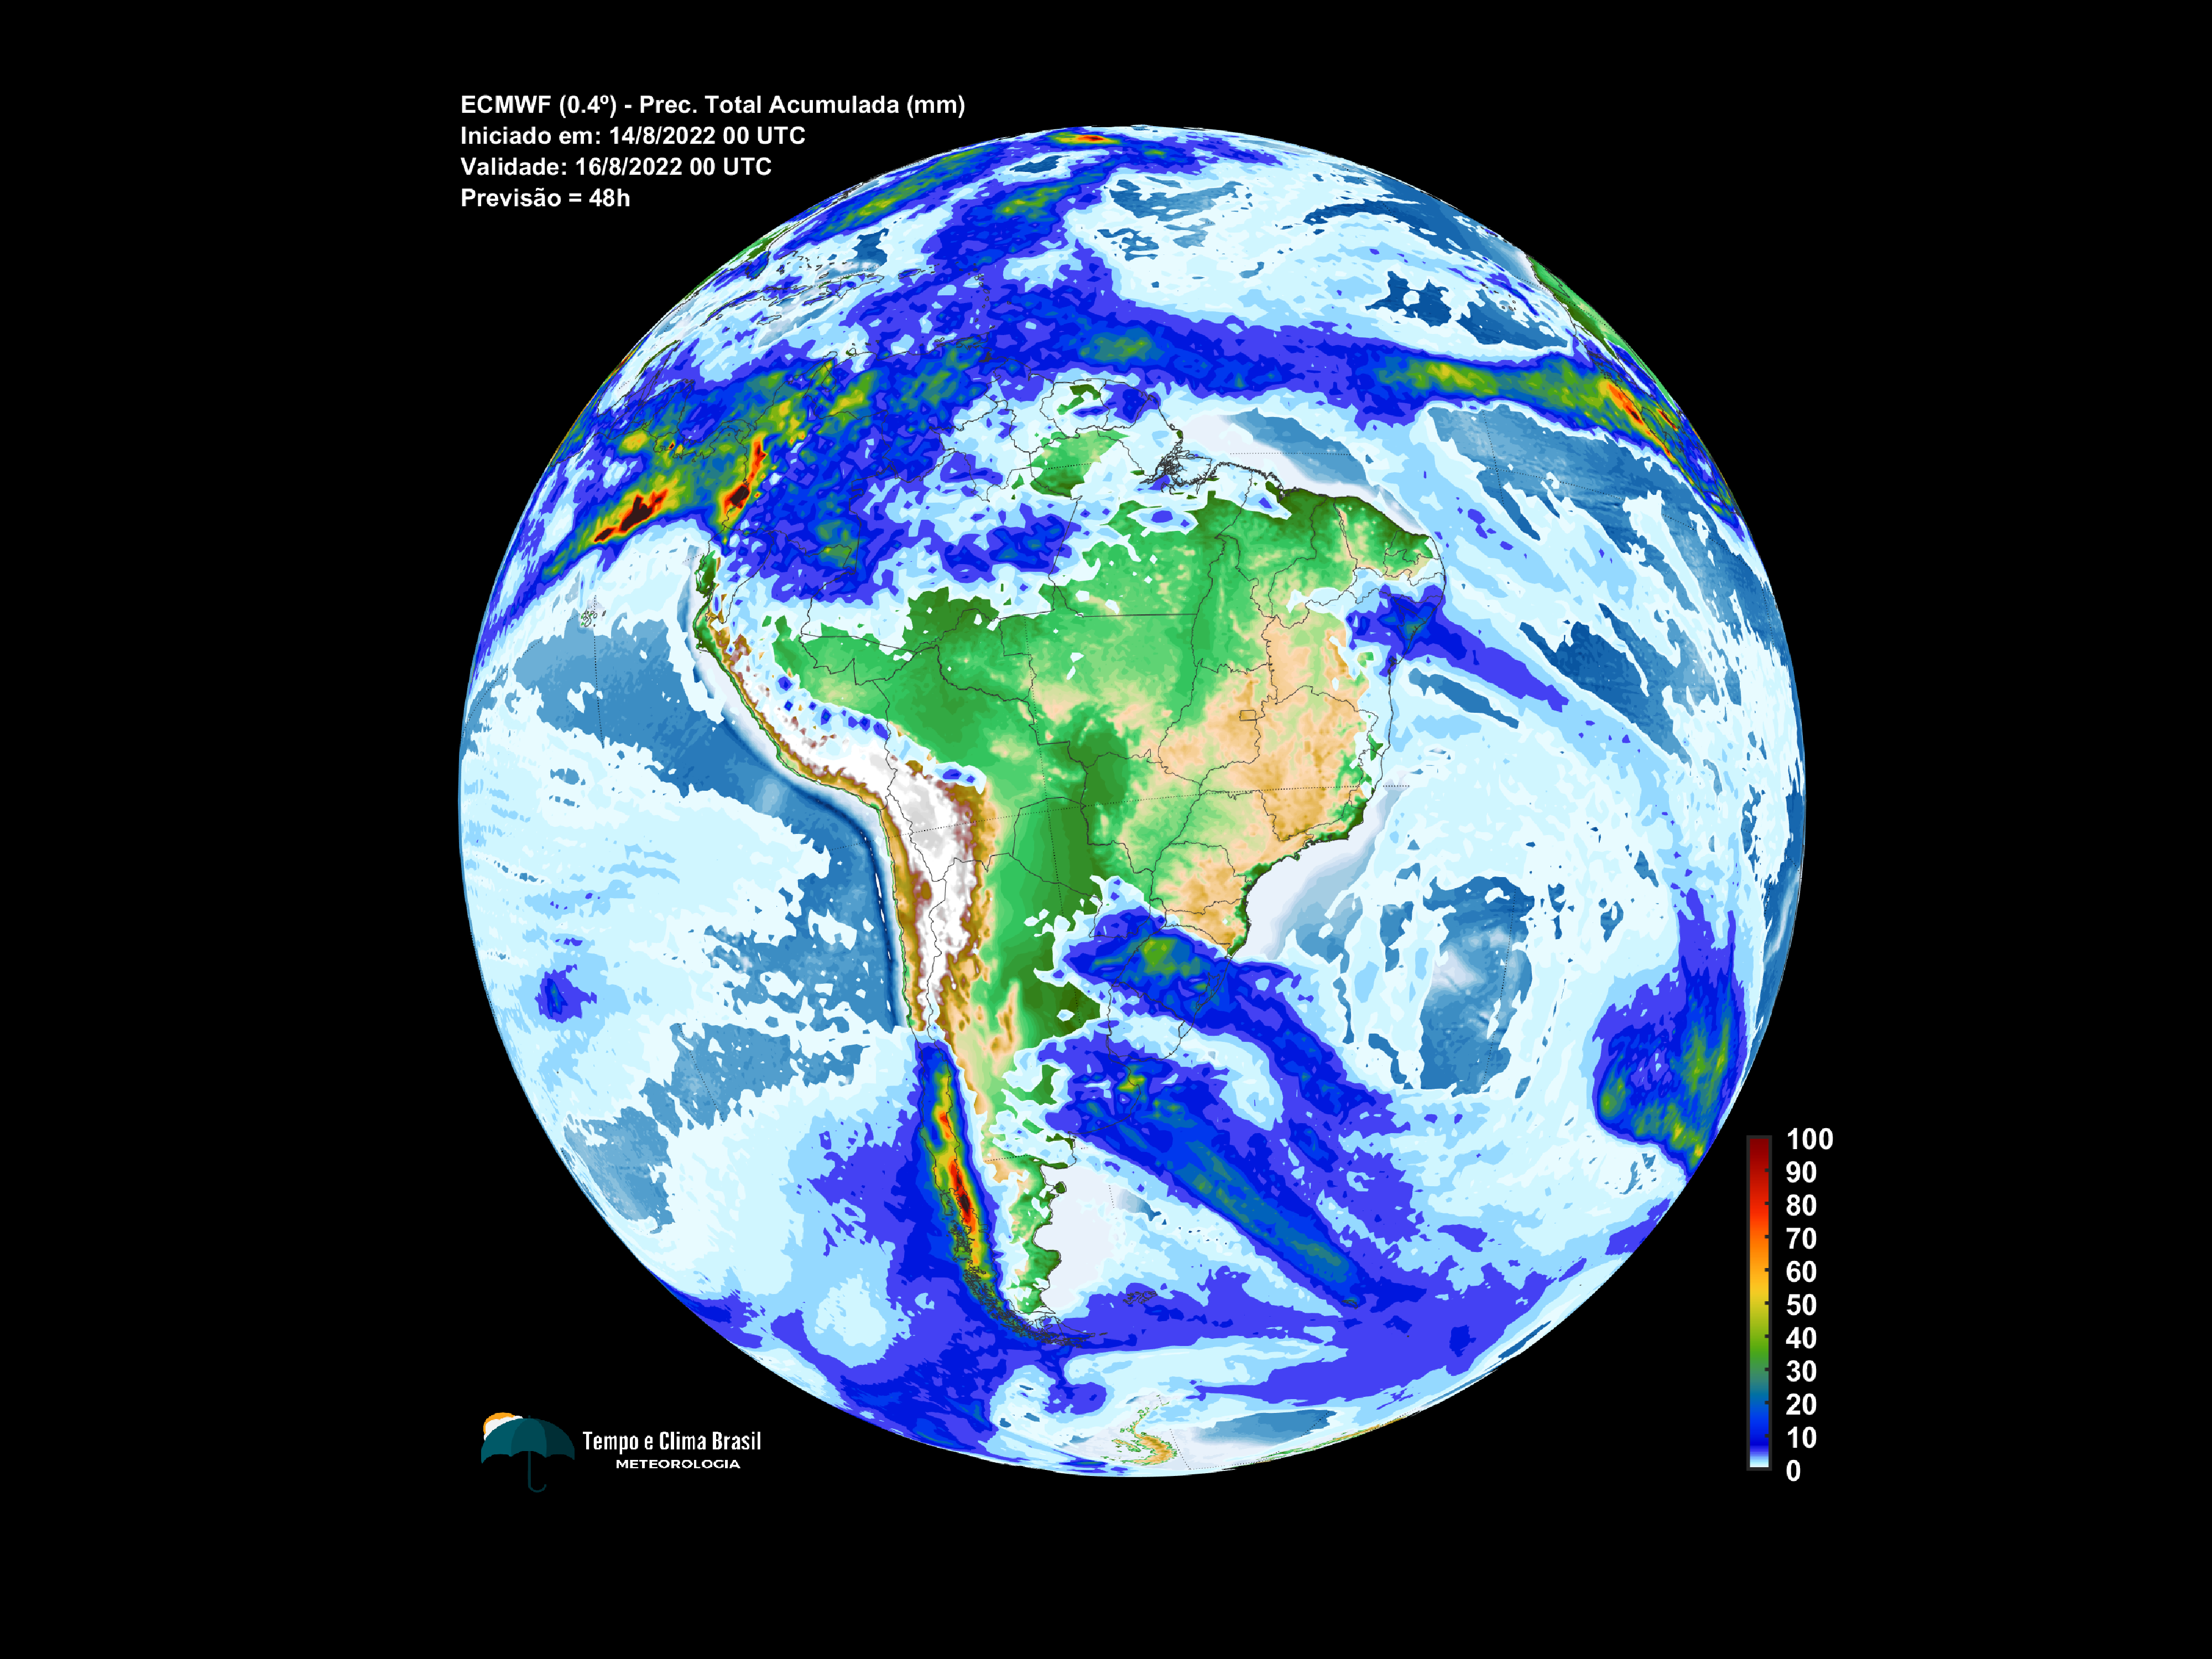 ECMWF (0.4º) - Prec. Total Acumulada (mm)
Iniciado em: 14/8/2022 00 UTC
Validade: 16/8/2022 00 UTC
Previsão = 48h
100
90
80
70
60
50
40
30
20
10
0
Tempo e Clima Brasil
METEOROLOGIA